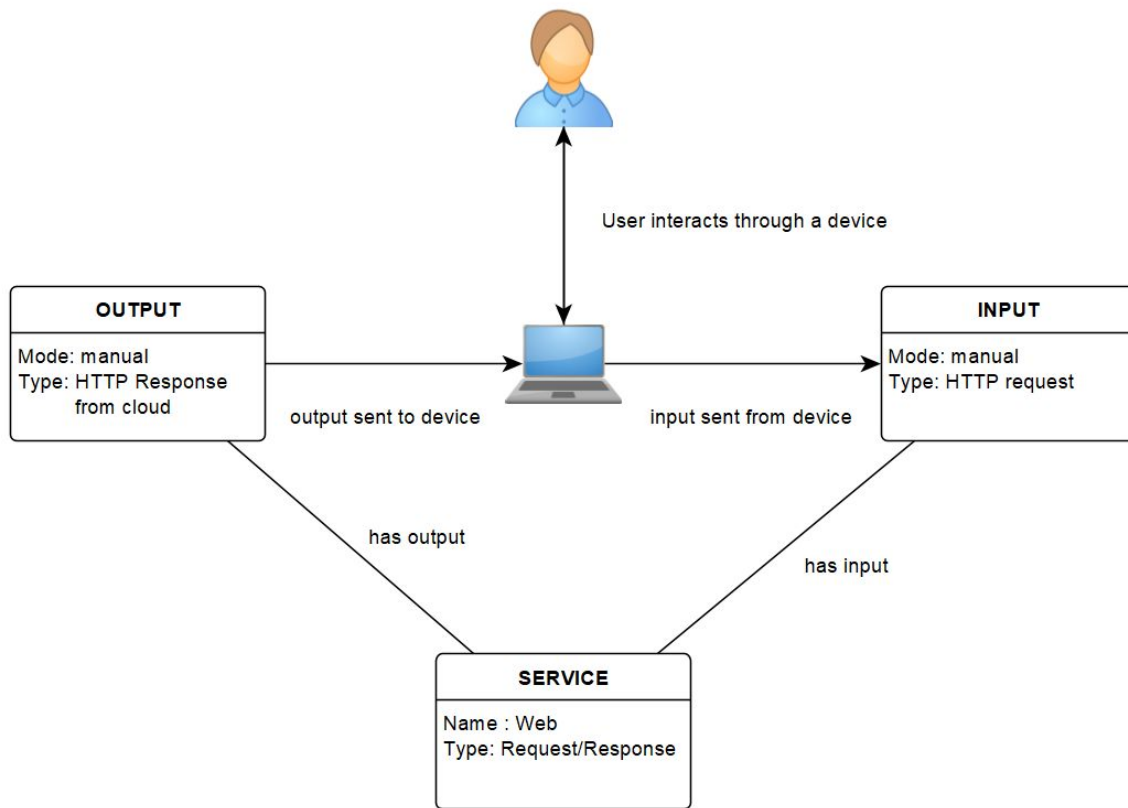 User interacts through a device
OUTPUT
Mode: manual
Type: HTTP Response
from cloud
output sent to device
input sent from device
INPUT
Mode: manual
Type: HTTP request
has output
has input
SERVICE
Name : Web
Type: Request/Response